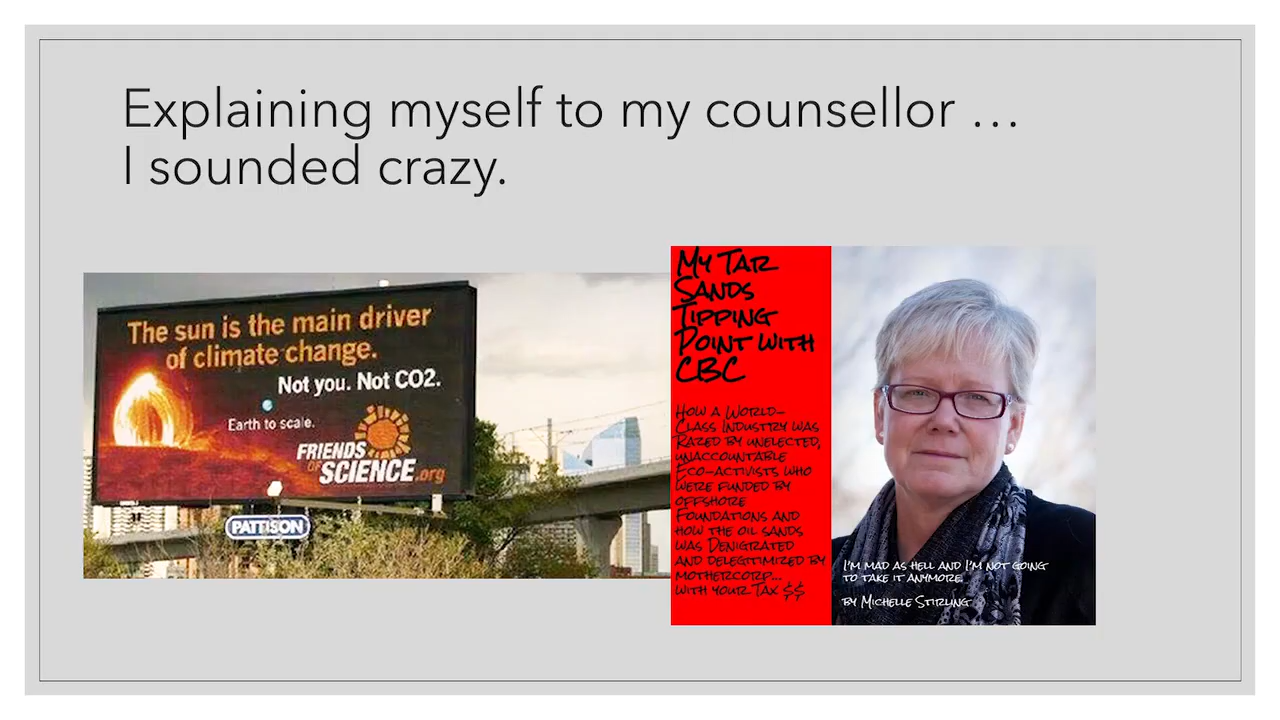 Explaining myself to my counsellor …
I sounded crazy.
The sun is the main driver
of climate change.
Not you. Not CO2.
Earth to scale.
FRIENDS
OF SCIENCE.org
PATTISON
My Tar
Sands
Tipping
Point with
CBC
How a World-
Class Industry was
Razed by unelected,
unaccountable
Eco-activists who
were funded by
offshore
Foundations and
how the oil sands
was Denigrated
and delegitimized by
mothercorp...
with your Tax $$
I'm mad as hell and I'm not going
to take it anymore.
by Michelle Stirling